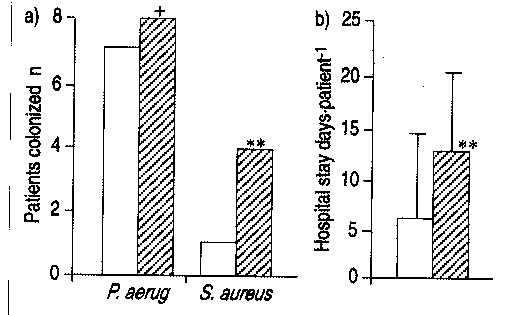 a)
Patients colonized n
8
6
4
2
0
+
**
P. aerug
S. aureus
b)
Hospital stay days·patient⁻¹
25
20
15
10
5
0
**